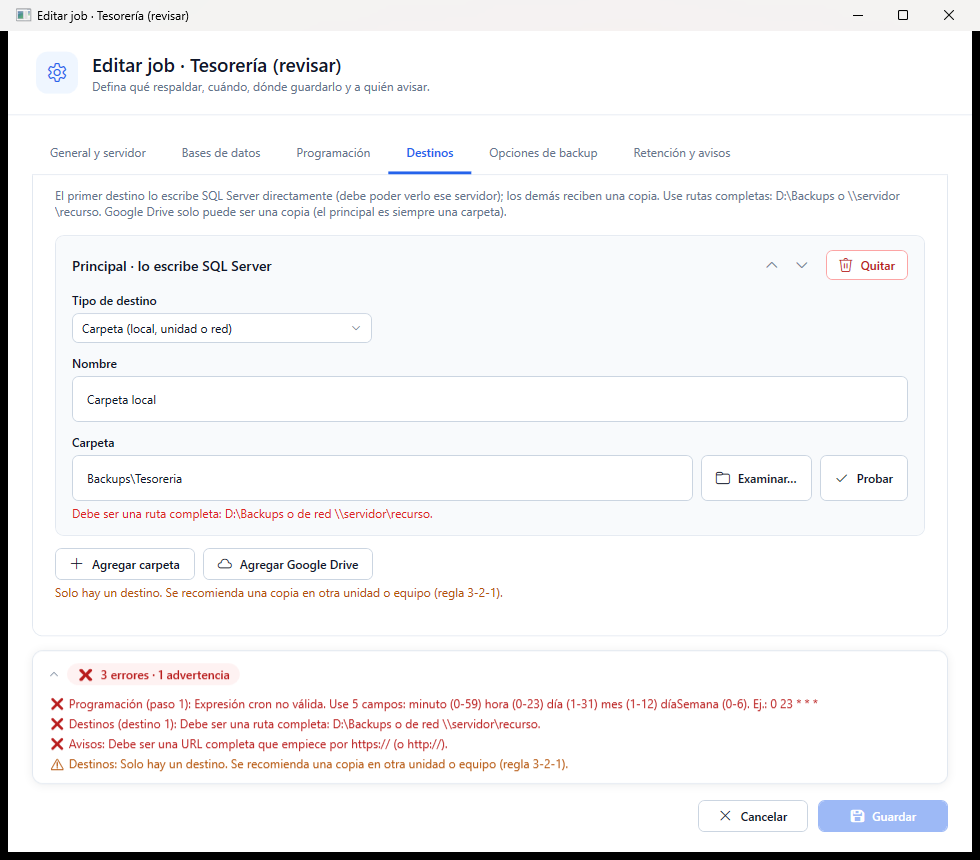 Editar job · Tesorería (revisar)
Editar job · Tesorería (revisar)
Defina qué respaldar, cuándo, dónde guardarlo y a quién avisar.
General y servidor
Bases de datos
Programación
Destinos
Opciones de backup
Retención y avisos
El primer destino lo escribe SQL Server directamente (debe poder verlo ese servidor); los demás reciben una copia. Use rutas completas: D:\Backups o \\servidor
\recurso. Google Drive solo puede ser una copia (el principal es siempre una carpeta).
Principal · lo escribe SQL Server
Quitar
Tipo de destino
Carpeta (local, unidad o red)
Nombre
Carpeta local
Carpeta
Backups\Tesoreria
Examinar...
Probar
Debe ser una ruta completa: D:\Backups o de red \\servidor\recurso.
Agregar carpeta
Agregar Google Drive
Solo hay un destino. Se recomienda una copia en otra unidad o equipo (regla 3-2-1).
3 errores · 1 advertencia
Programación (paso 1): Expresión cron no válida. Use 5 campos: minuto (0-59) hora (0-23) día (1-31) mes (1-12) díaSemana (0-6). Ej.: 0 23 * * *
Destinos (destino 1): Debe ser una ruta completa: D:\Backups o de red \\servidor\recurso.
Avisos: Debe ser una URL completa que empiece por https:// (o http://).
Destinos: Solo hay un destino. Se recomienda una copia en otra unidad o equipo (regla 3-2-1).
Cancelar
Guardar